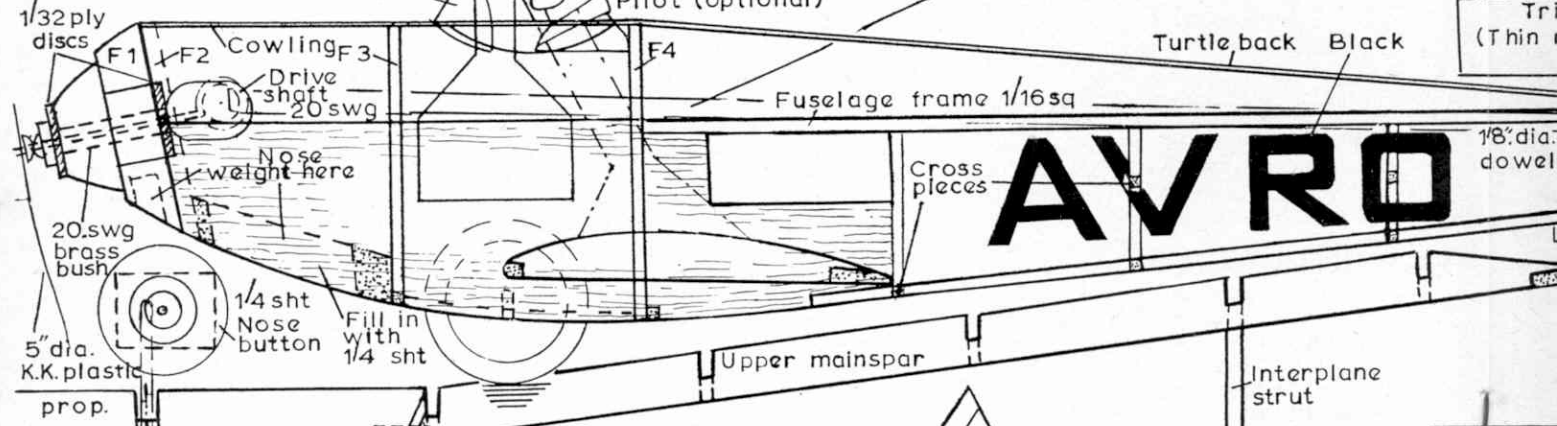 1/32 ply
discs
F1
F2
Cowling
F3
Drive
shaft
20 swg
Pilot (optional)
F4
Turtle back
Black
Tri
(Thin
Fuselage frame 1/16 sq
Nose
weight here
Cross
pieces
AVRO
1/8" dia.
dowel
20.swg
brass
bush
1/4 sht
Nose
button
Fill in
with
1/4 sht
5" dia.
K.K. plastic
prop.
Upper mainspar
Interplane
strut